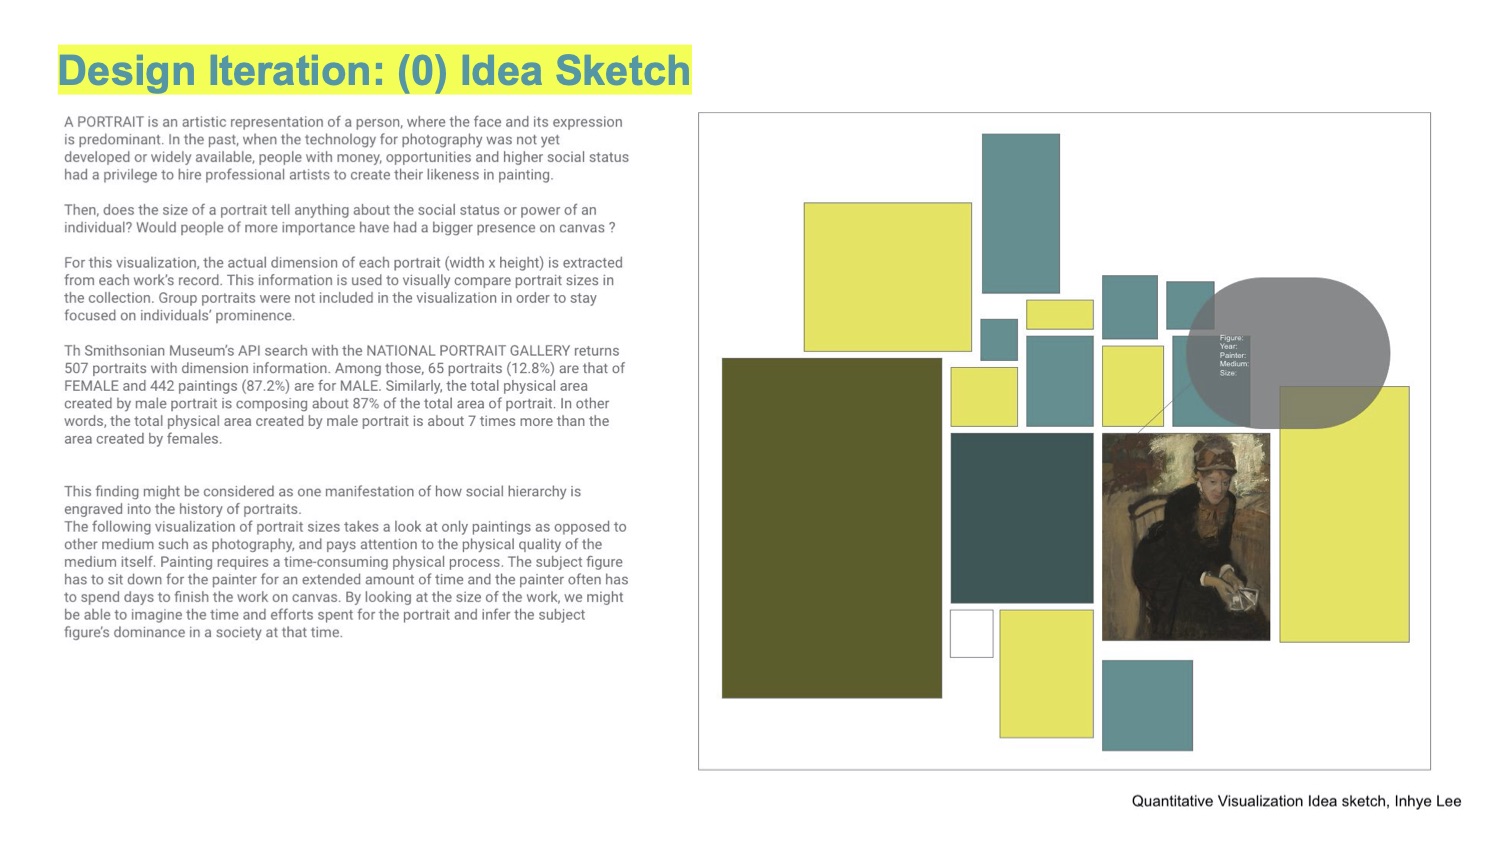 Design Iteration: (0) Idea Sketch
A PORTRAIT is an artistic representation of a person, where the face and its expression
is predominant. In the past, when the technology for photography was not yet
developed or widely available, people with money, opportunities and higher social status
had a privilege to hire professional artists to create their likeness in painting.
Then, does the size of a portrait tell anything about the social status or power of an
individual? Would people of more importance have had a bigger presence on canvas ?
For this visualization, the actual dimension of each portrait (width x height) is extracted
from each work's record. This information is used to visually compare portrait sizes in
the collection. Group portraits were not included in the visualization in order to stay
focused on individuals' prominence.
Th Smithsonian Museum's API search with the NATIONAL PORTRAIT GALLERY returns
507 portraits with dimension information. Among those, 65 portraits (12.8%) are that of
FEMALE and 442 paintings (87.2%) are for MALE. Similarly, the total physical area
created by male portrait is composing about 87% of the total area of portrait. In other
words, the total physical area created by male portrait is about 7 times more than the
area created by females.
This finding might be considered as one manifestation of how social hierarchy is
engraved into the history of portraits.
The following visualization of portrait sizes takes a look at only paintings as opposed to
other medium such as photography, and pays attention to the physical quality of the
medium itself. Painting requires a time-consuming physical process. The subject figure
has to sit down for the painter for an extended amount of time and the painter often has
to spend days to finish the work on canvas. By looking at the size of the work, we might
be able to imagine the time and efforts spent for the portrait and infer the subject
figure's dominance in a society at that time.
Figure:
Year:
Painter:
Medium:
Size:
Quantitative Visualization Idea sketch, Inhye Lee